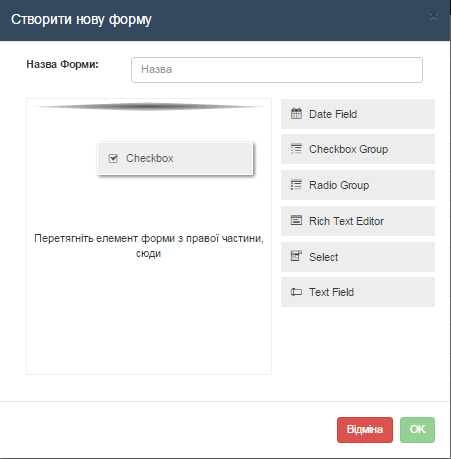 Створити нову форму
×
Назва Форми:
Назва
Checkbox
Перетягніть елемент форми з правої частини,
сюди
Date Field
Checkbox Group
Radio Group
Rich Text Editor
Select
Text Field
Відміна
OK